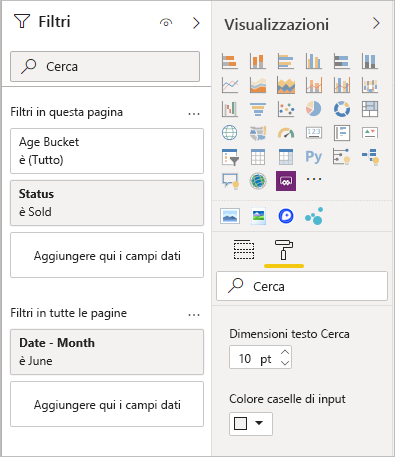 Filtri
Cerca
Filtri in questa pagina
Age Bucket
è (Tutto)
Status
è Sold
Aggiungere qui i campi dati
Filtri in tutte le pagine
Date - Month
è June
Aggiungere qui i campi dati
Visualizzazioni
123
R
Py
Cerca
Dimensioni testo Cerca
10 pt
Colore caselle di input